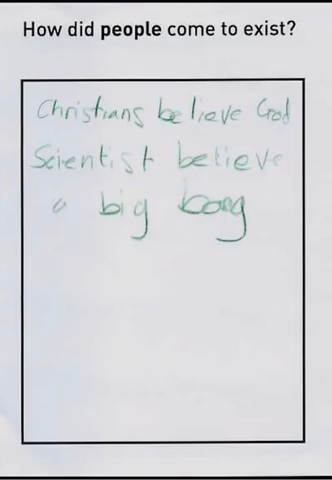 How did people come to exist?
Christians believe God
Scientist believe
a big bang